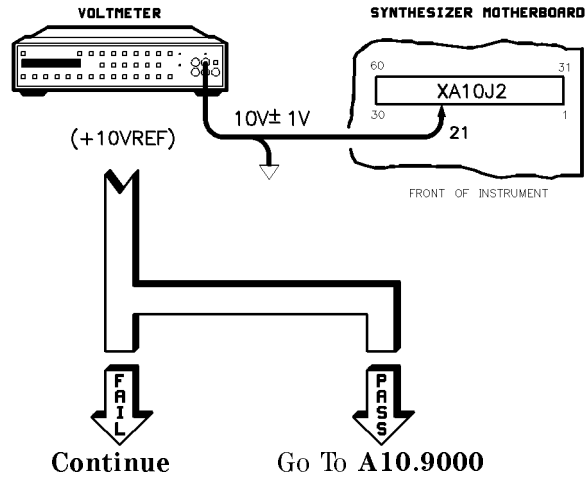 VOLTMETER
SYNTHESIZER MOTHERBOARD
60 31
XA10J2
10V± 1V
30 1
(+10VREF)
21
FRONT OF INSTRUMENT
FAIL
PASS
Continue
Go To A10.9000